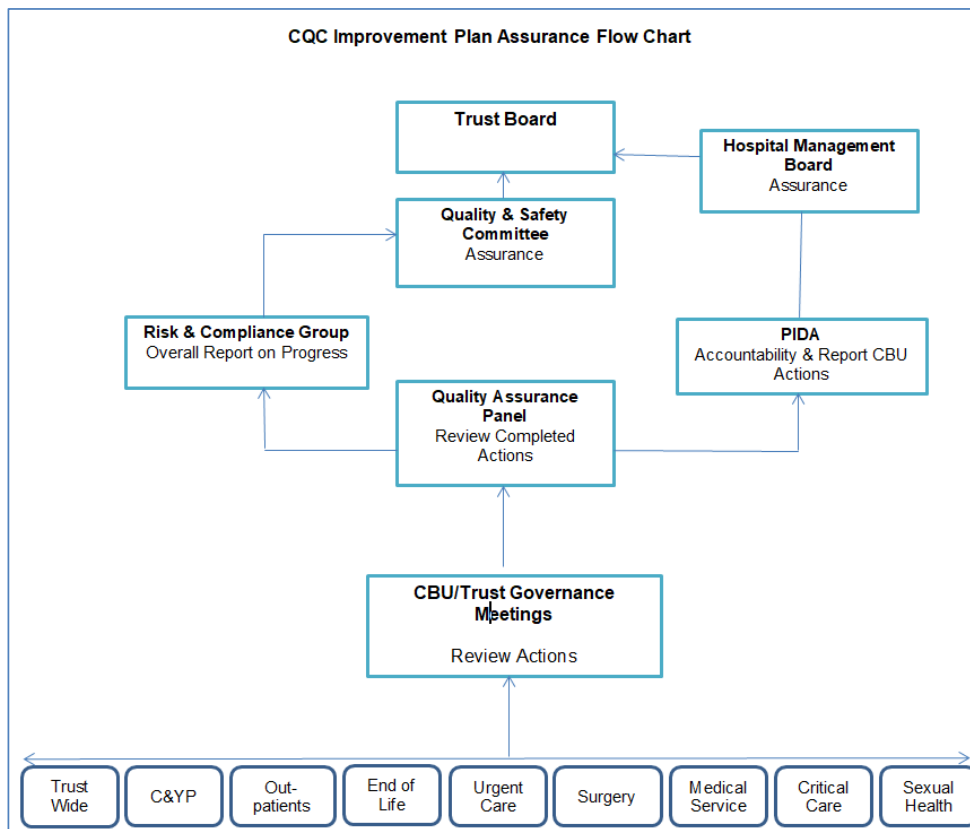 CQC Improvement Plan Assurance Flow Chart
Trust Board
Hospital Management
Board
Assurance
Quality & Safety
Committee
Assurance
Risk & Compliance Group
Overall Report on Progress
PIDA
Accountability & Report CBU
Actions
Quality Assurance
Panel
Review Completed
Actions
CBU/Trust Governance
Meetings
Review Actions
Trust
Wide
C&YP
Out-
patients
End of
Life
Urgent
Care
Surgery
Medical
Service
Critical
Care
Sexual
Health